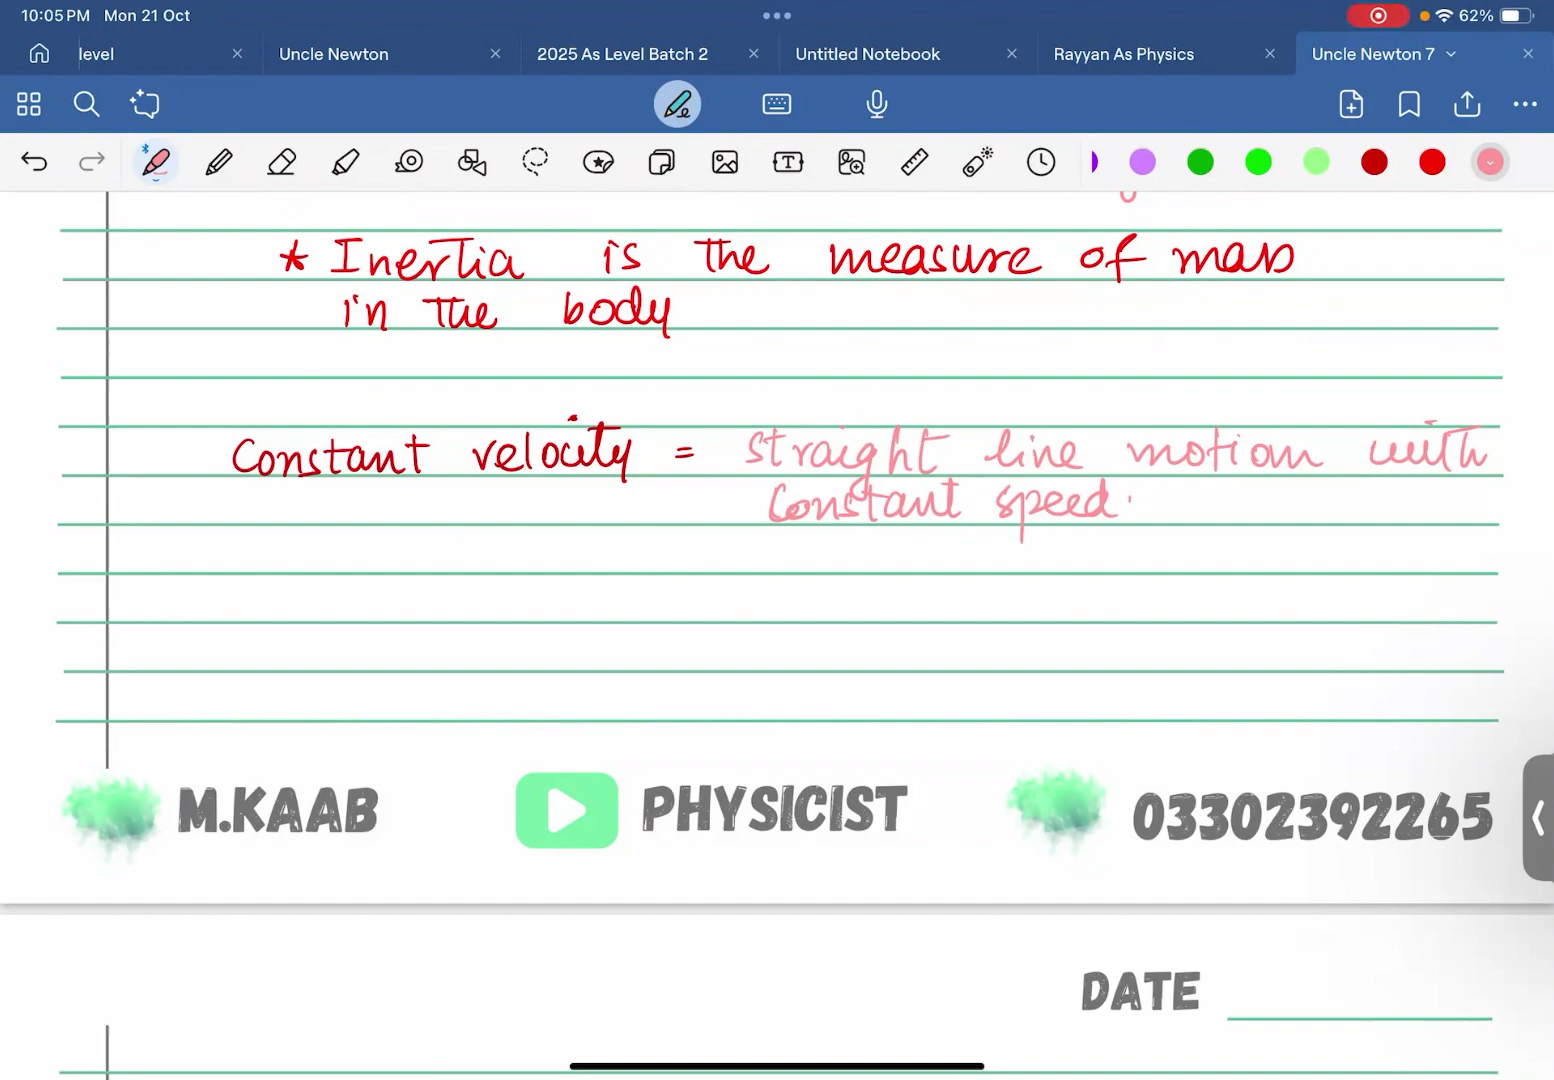 10:05 PM Mon 21 Oct
62%
level
Uncle Newton
2025 As Level Batch 2
Untitled Notebook
Rayyan As Physics
Uncle Newton 7
* Inertia is the measure of mass
in the body
Constant velocity = straight line motion with
constant speed.
M.KAAB
PHYSICIST
03302392265
DATE